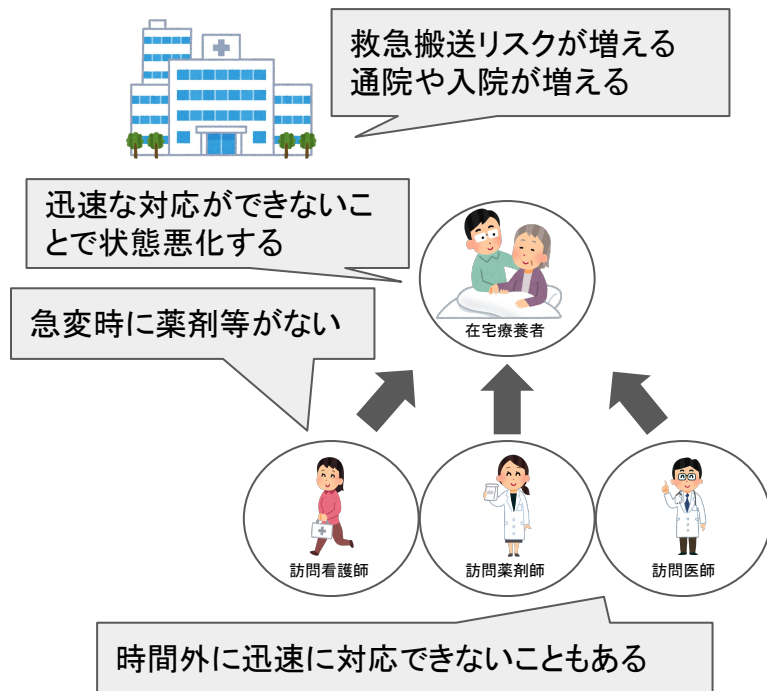 救急搬送リスクが増える
通院や入院が増える
迅速な対応ができないこ
とで状態悪化する
急変時に薬剤等がない
在宅療養者
訪問看護師
訪問薬剤師
訪問医師
時間外に迅速に対応できないこともある